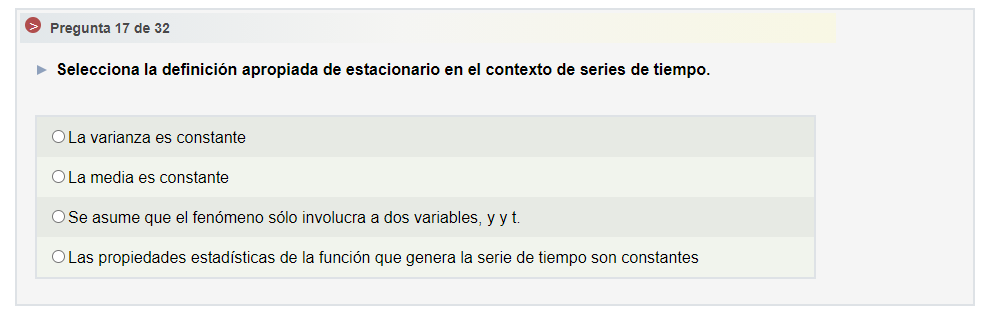 Pregunta 17 de 32
Selecciona la definición apropiada de estacionario en el contexto de series de tiempo.
La varianza es constante
La media es constante
Se asume que el fenómeno sólo involucra a dos variables, y y t.
Las propiedades estadísticas de la función que genera la serie de tiempo son constantes